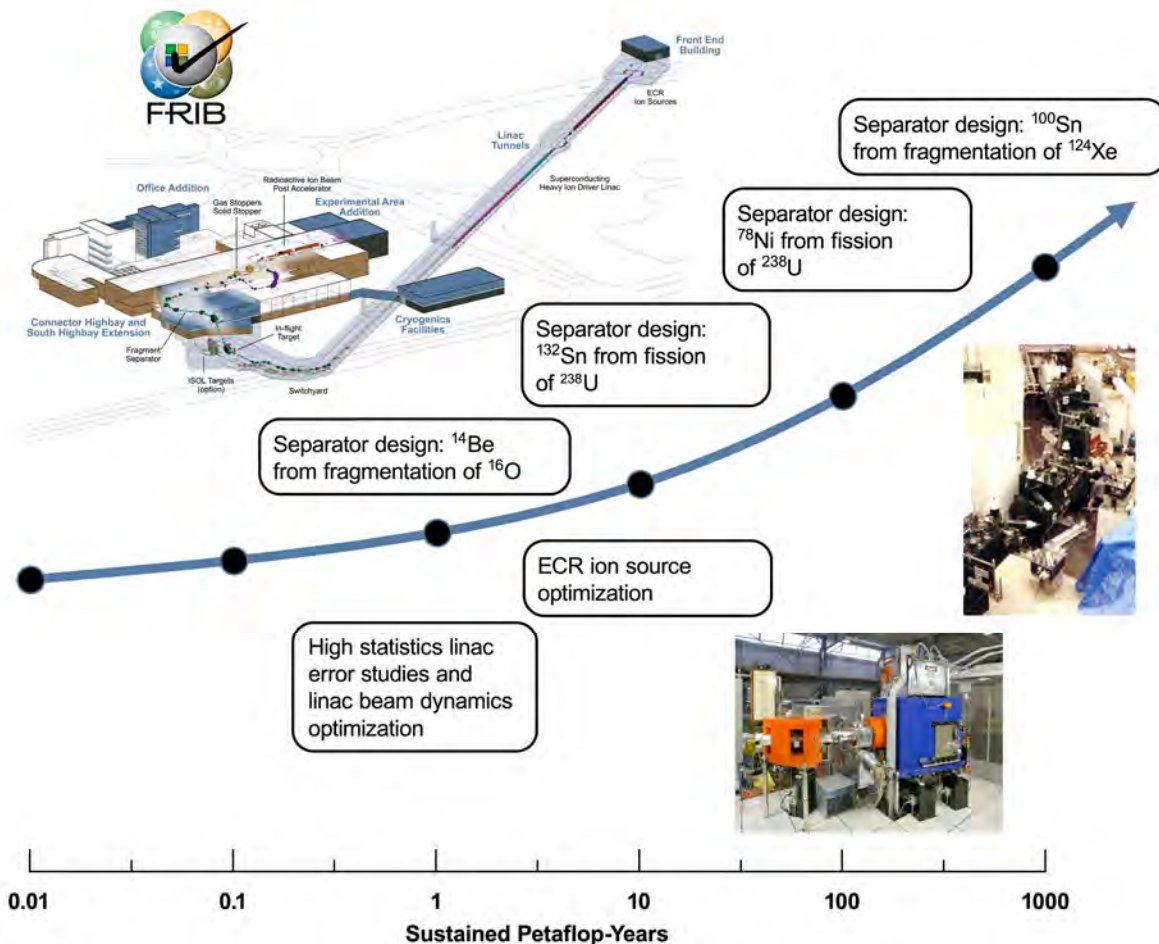 FRIB
Front End
Building
ECR
Ion Sources
Linac
Tunnels
Superconducting
Heavy Ion Driver Linac
Office Addition
Radioactive Ion Beam
Post Accelerator
Gas Stoppers
Solid Stopper
Experimental Area
Addition
Connector Highbay and
South Highbay Extension
Fragment
Separator
In-flight
Target
Cryogenics
Facilities
ISOL Targets
(option)
Switchyard
Separator design: ¹⁰⁰Sn
from fragmentation of ¹²⁴Xe
Separator design:
⁷⁸Ni from fission
of ²³⁸U
Separator design:
¹³²Sn from fission
of ²³⁸U
Separator design: ¹⁴Be
from fragmentation of ¹⁶O
ECR ion source
optimization
High statistics linac
error studies and
linac beam dynamics
optimization
0.01 0.1 1 10 100 1000
Sustained Petaflop-Years